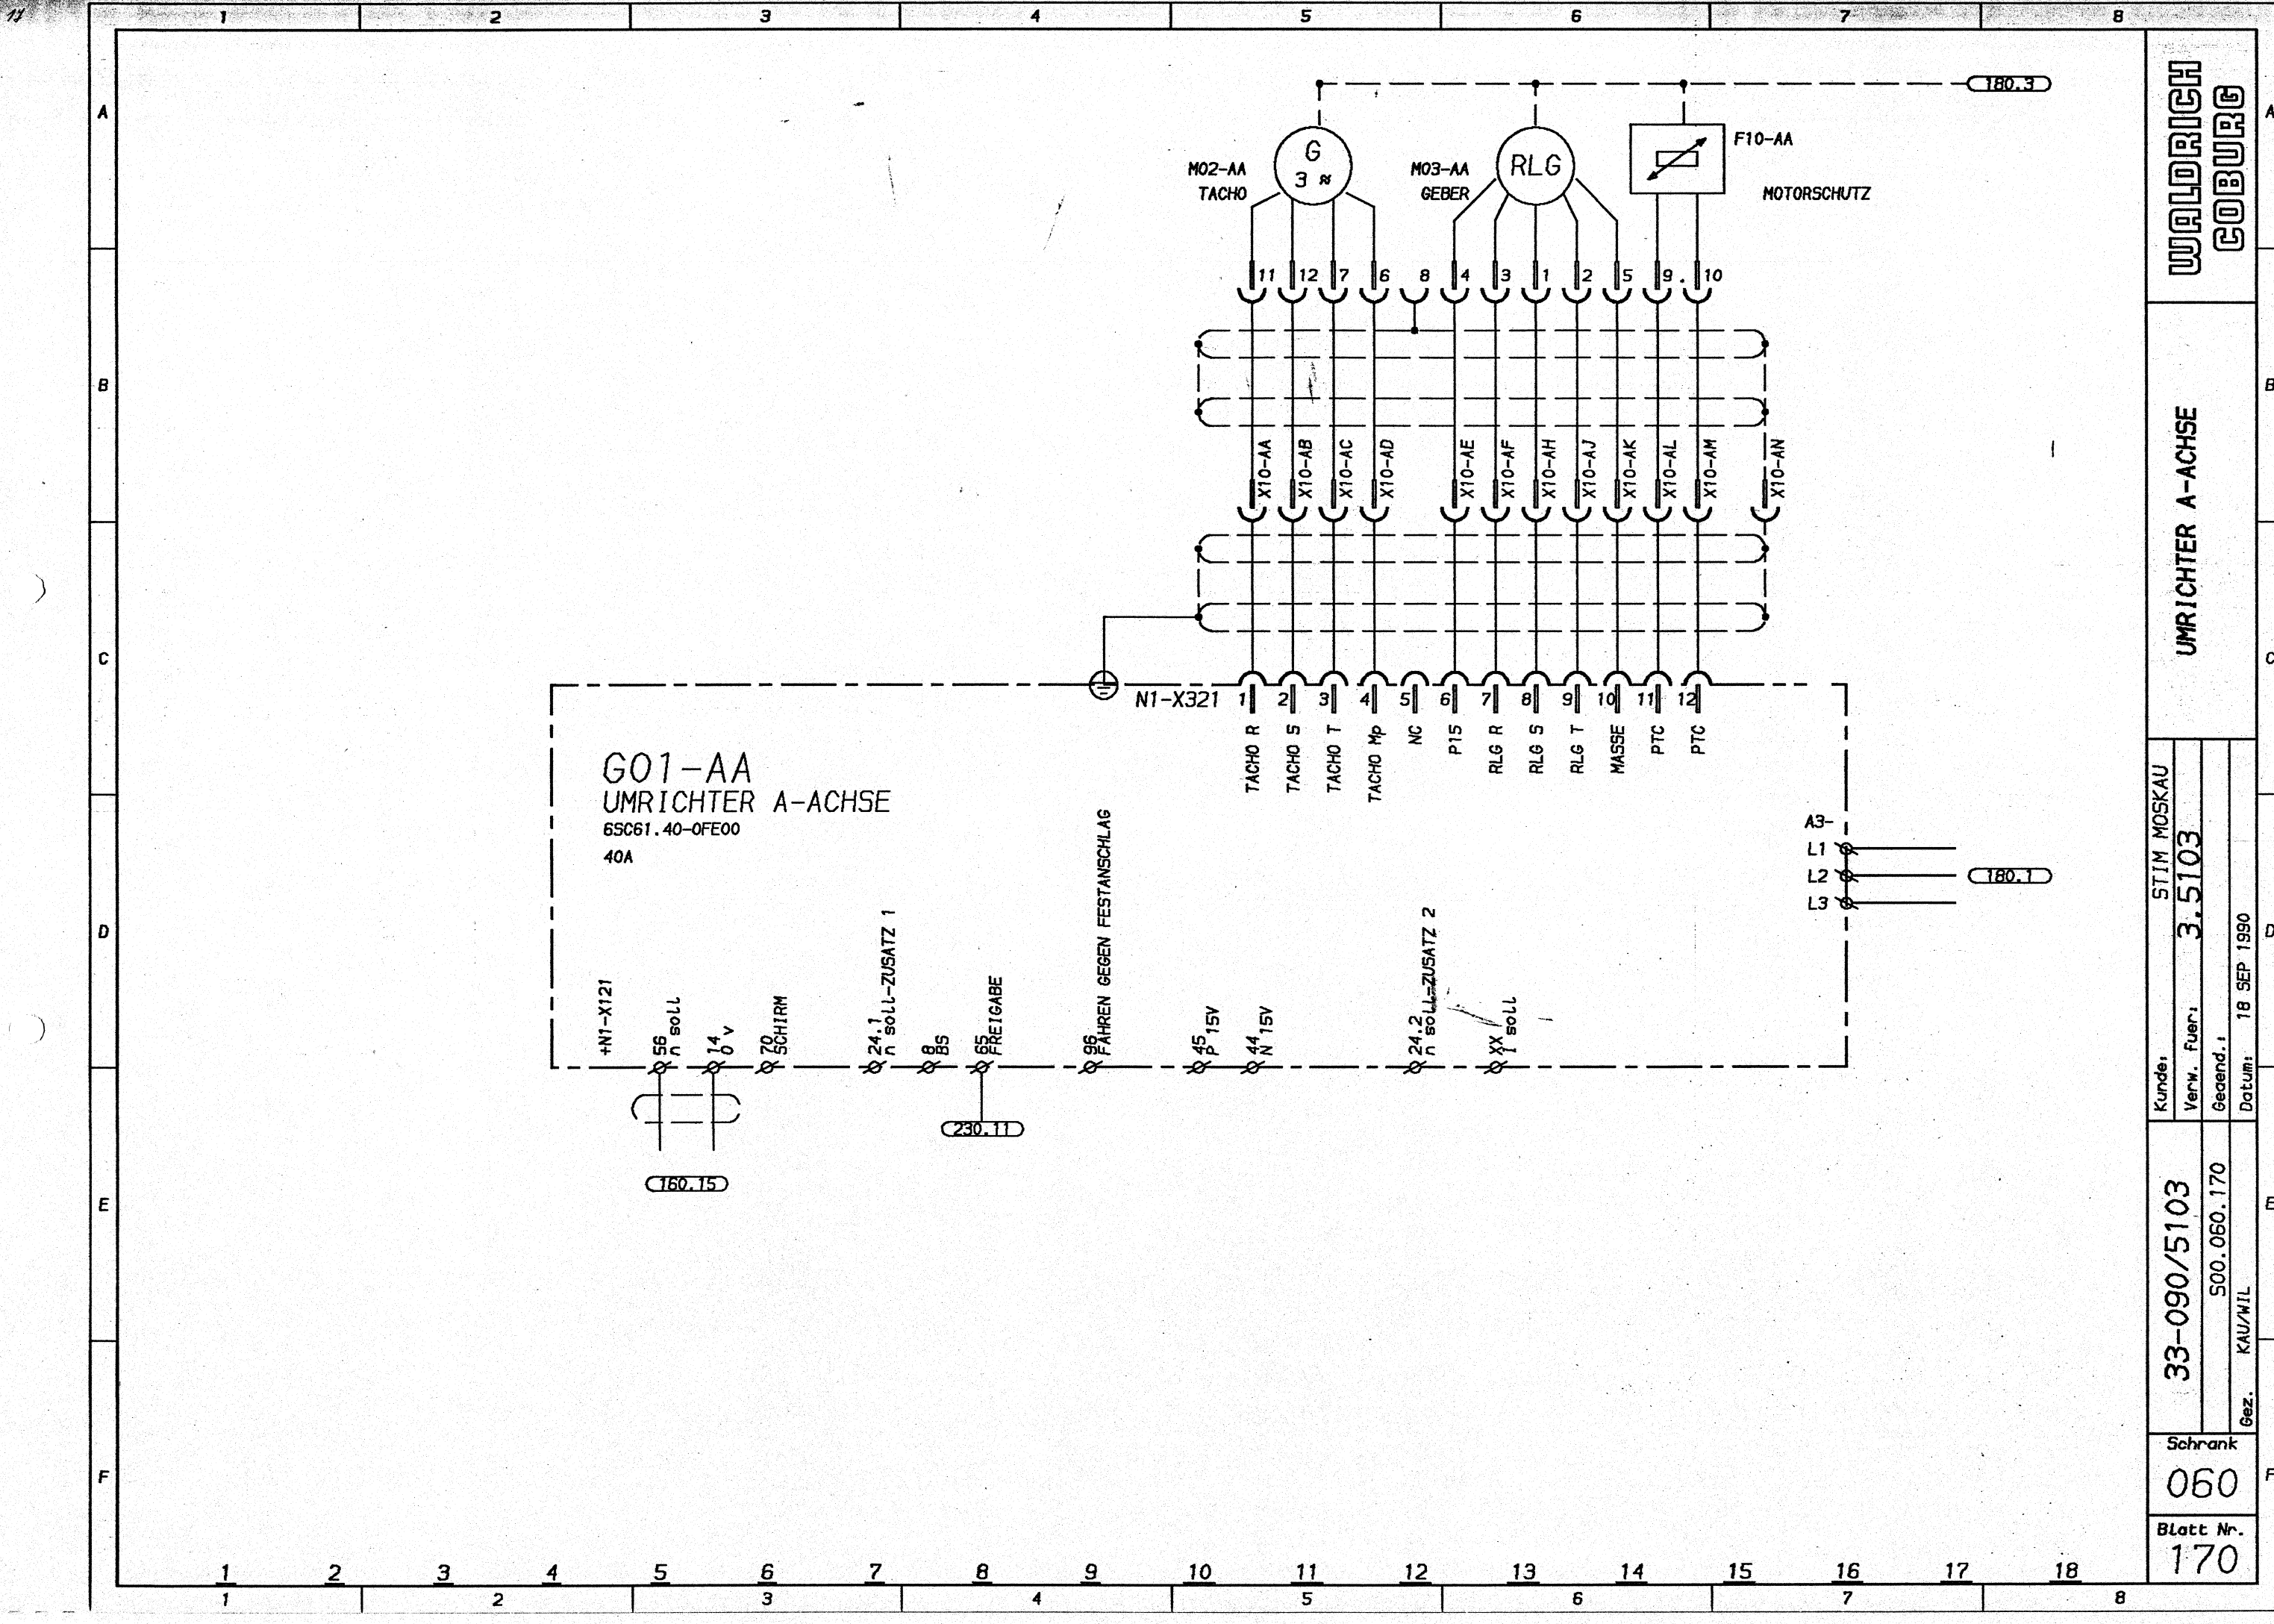 17
1 2 3 4 5 6 7 8
180.3
G
3 ≈
M02-AA
TACHO
RLG
M03-AA
GEBER
F10-AA
MOTORSCHUTZ
11 12 7 6 8 4 3 1 2 5 9 10
X10-AA
X10-AB
X10-AC
X10-AD
X10-AE
X10-AF
X10-AH
X10-AJ
X10-AK
X10-AL
X10-AM
X10-AN
N1-X321
1 2 3 4 5 6 7 8 9 10 11 12
TACHO R
TACHO S
TACHO T
TACHO Mp
NC
P15
RLG R
RLG S
RLG T
MASSE
PTC
PTC
G01-AA
UMRICHTER A-ACHSE
6SC61.40-0FE00
40A
A3-
L1
L2
L3
180.1
+N1-X121
56
n soll
14
0 V
70
SCHIRM
24.1
n soll-ZUSATZ 1
8
BS
65
FREIGABE
96
FAHREN GEGEN FESTANSCHLAG
45
P 15V
44
N 15V
24.2
n soll-ZUSATZ 2
XX
I soll
230.11
160.15
A
B
C
D
E
F
A
B
C
D
E
F
WALDRICH
COBURG
UMRICHTER A-ACHSE
Kunde: STIM MOSKAU
Verw. fuer: 3.5103
Geaend.:
Datum: 18 SEP 1990
33-090/5103
S00.060.170
Gez. KAU/WIL
Schrank
060
Blatt Nr.
170
1 2 3 4 5 6 7 8 9 10 11 12 13 14 15 16 17 18
1 2 3 4 5 6 7 8